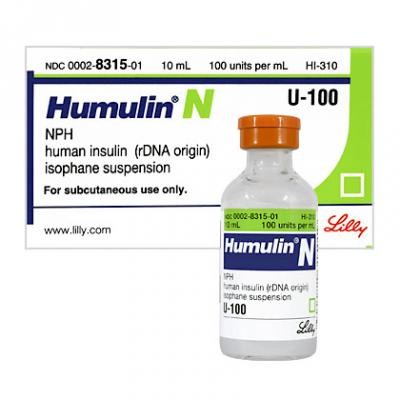 NDC 0002-8315-01 10 mL 100 units per mL HI-310
Humulin® N
U-100
NPH
human insulin (rDNA origin)
isophane suspension
For subcutaneous use only.
www.lilly.com
Lilly
NDC 0002-8315-01 HI-310
10 mL 100 units per mL
Humulin® N
NPH
human insulin (rDNA origin)
isophane suspension
U-100